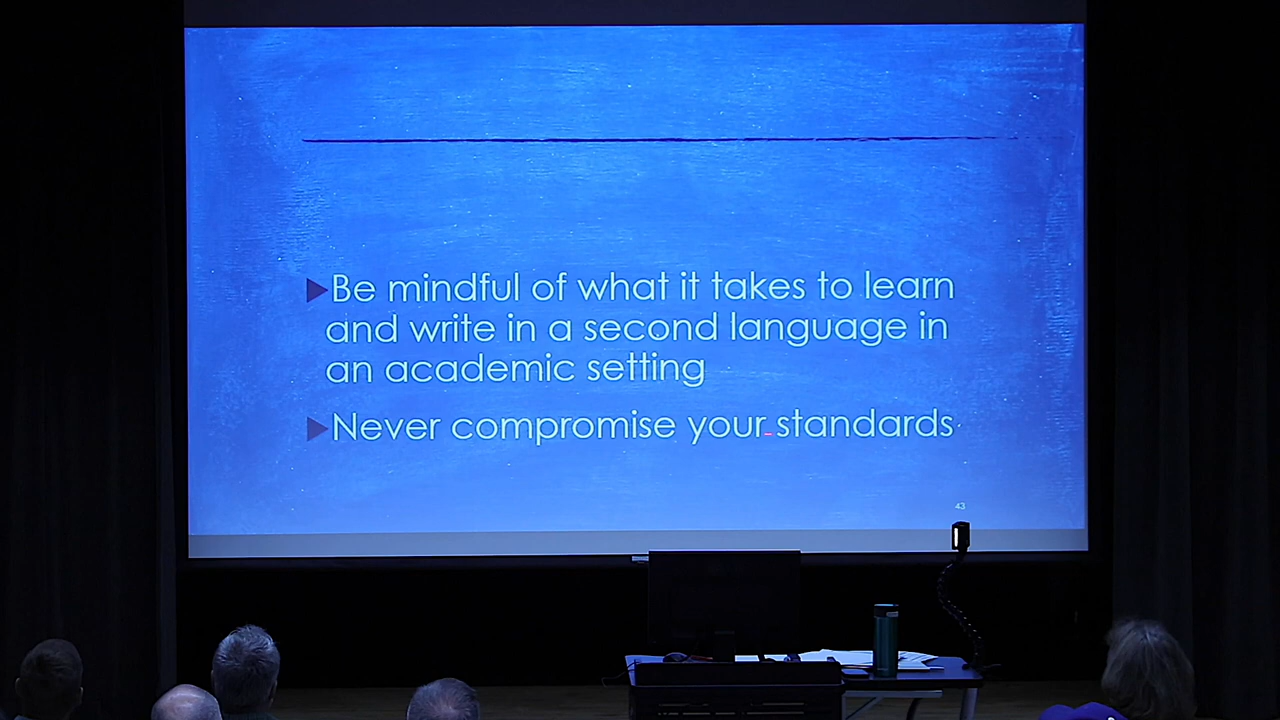 Be mindful of what it takes to learn
and write in a second language in
an academic setting
Never compromise your standards
43